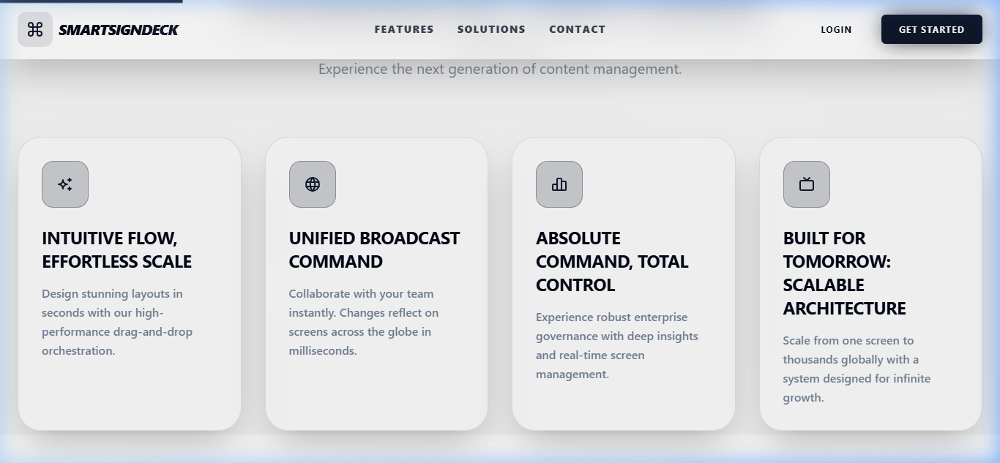 SMARTSIGNDECK
FEATURES SOLUTIONS CONTACT
LOGIN
GET STARTED
Experience the next generation of content management.
INTUITIVE FLOW,
EFFORTLESS SCALE
Design stunning layouts in
seconds with our high-
performance drag-and-drop
orchestration.
UNIFIED BROADCAST
COMMAND
Collaborate with your team
instantly. Changes reflect on
screens across the globe in
milliseconds.
ABSOLUTE
COMMAND, TOTAL
CONTROL
Experience robust enterprise
governance with deep insights
and real-time screen
management.
BUILT FOR
TOMORROW:
SCALABLE
ARCHITECTURE
Scale from one screen to
thousands globally with a
system designed for infinite
growth.